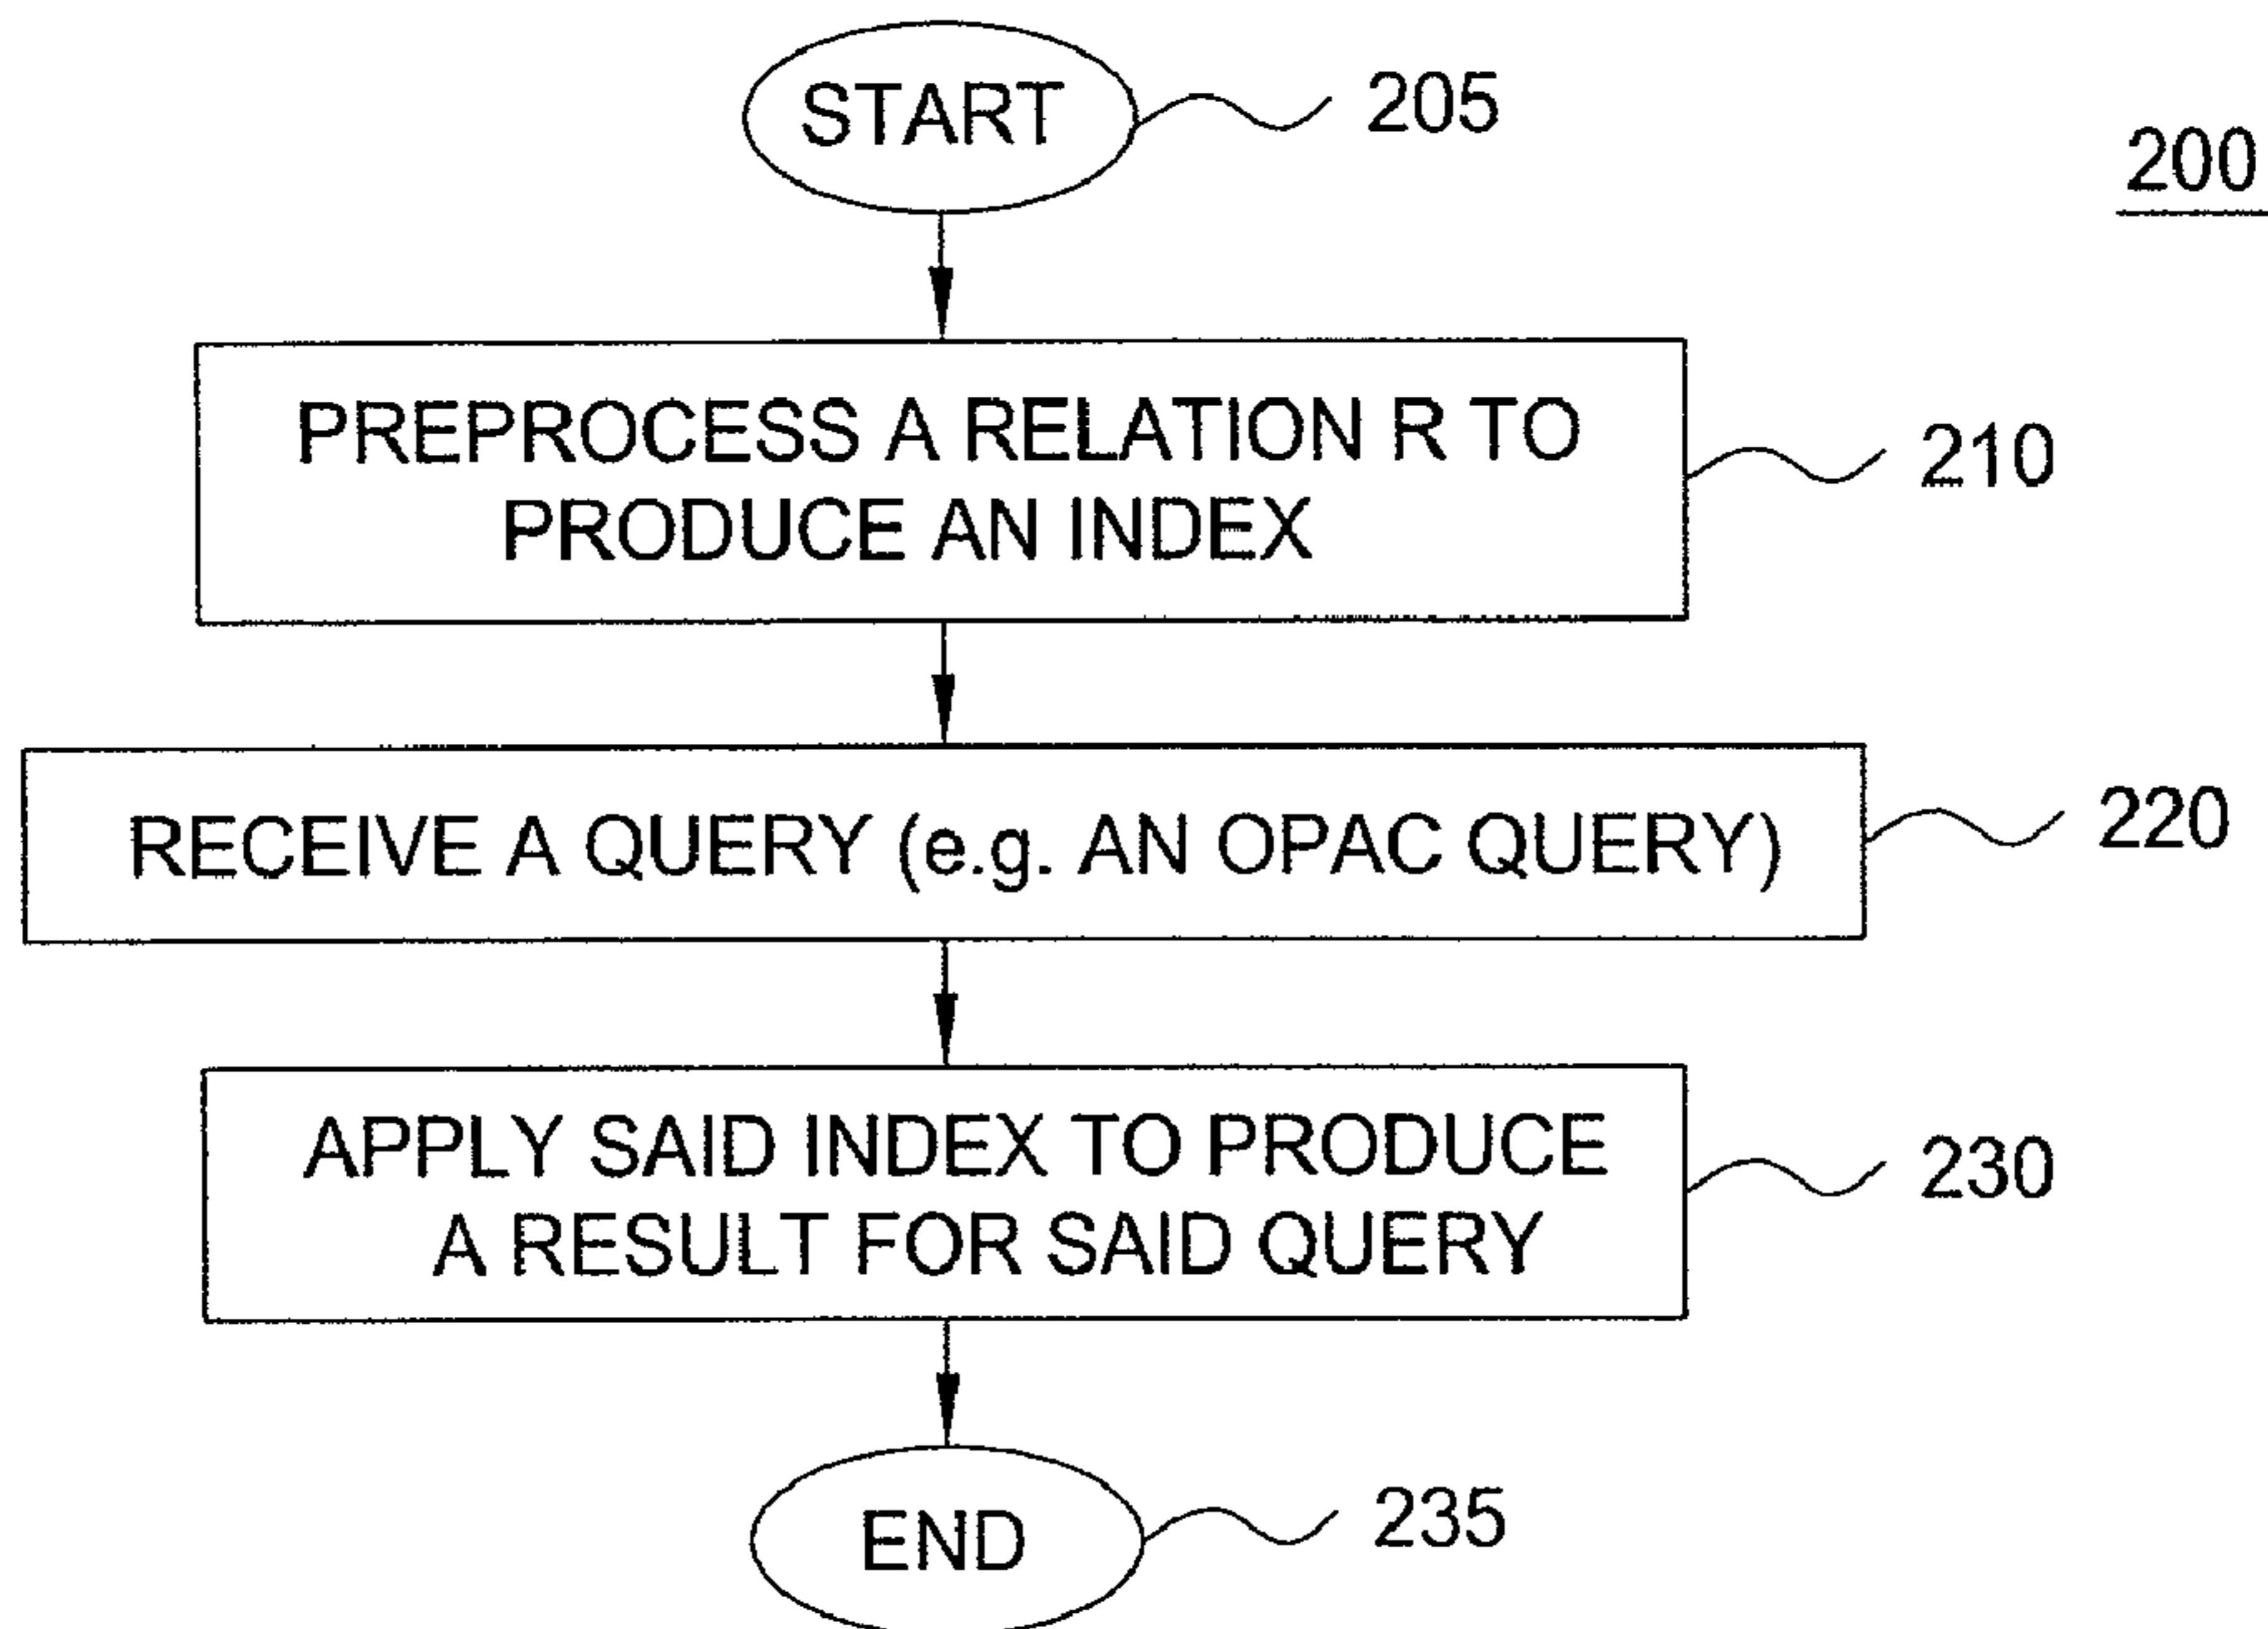 START
205
200
PREPROCESS A RELATION R TO
PRODUCE AN INDEX
210
RECEIVE A QUERY (e.g. AN OPAC QUERY)
220
APPLY SAID INDEX TO PRODUCE
A RESULT FOR SAID QUERY
230
END
235